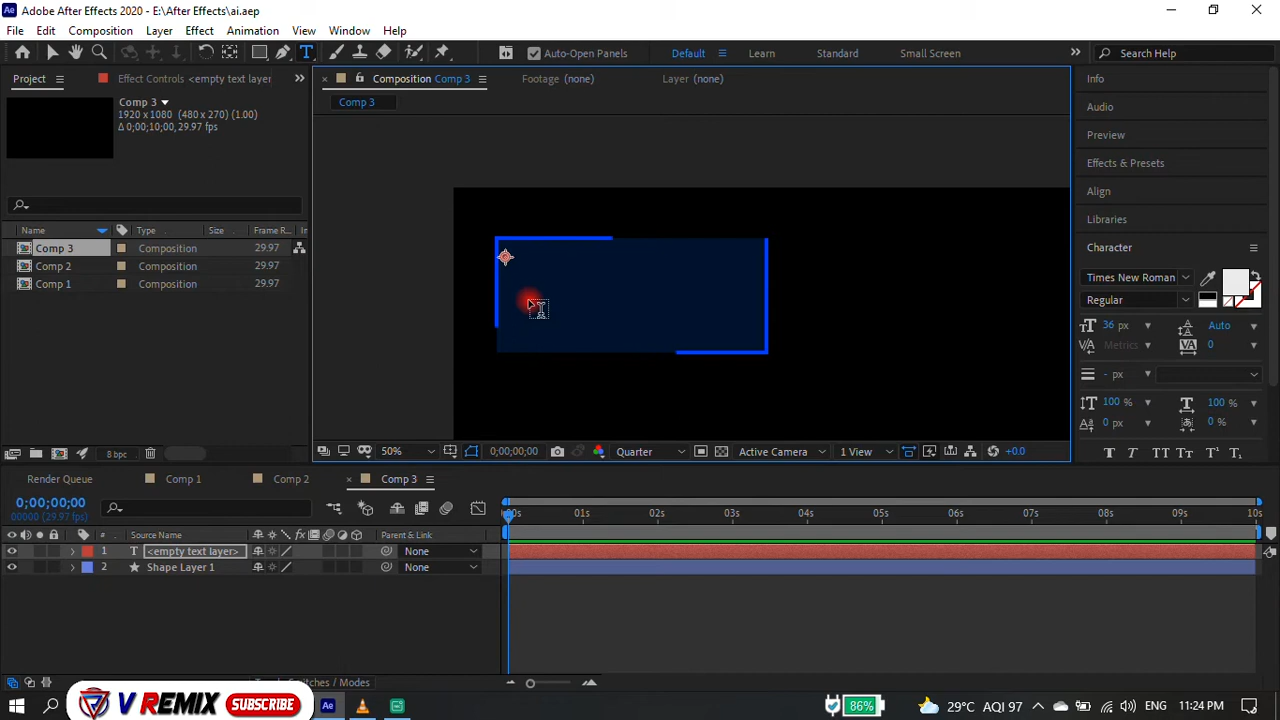 Adobe After Effects 2020 - E:\After Effects\ai.aep
File Edit Composition Layer Effect Animation View Window Help
Auto-Open Panels Default Learn Standard Small Screen Search Help
Project Effect Controls <empty text layer Composition Comp 3 Footage (none) Layer (none) Info
Comp 3 Comp 3 Audio
1920 x 1080 (480 x 270) (1.00)
Δ 0;00;10;00, 29.97 fps Preview
Effects & Presets
Align
Libraries
Name Type Size Frame R... In
Comp 3 Composition 29.97 Character
Comp 2 Composition 29.97 Times New Roman
Comp 1 Composition 29.97 Regular
36 px Auto
Metrics 0
- px
100 % 100 %
0 px 0 %
8 bpc 50% 0;00;00;00 Quarter Active Camera 1 View +0.0
Render Queue Comp 1 Comp 2 Comp 3
0;00;00;00
00000 (29.97 fps) 00s 01s 02s 03s 04s 05s 06s 07s 08s 09s 10s
# Source Name Parent & Link
1 T <empty text layer> None
2 Shape Layer 1 None
Switches / Modes
V REMIX SUBSCRIBE Ae 86% 29°C AQI 97 ENG 11:24 PM